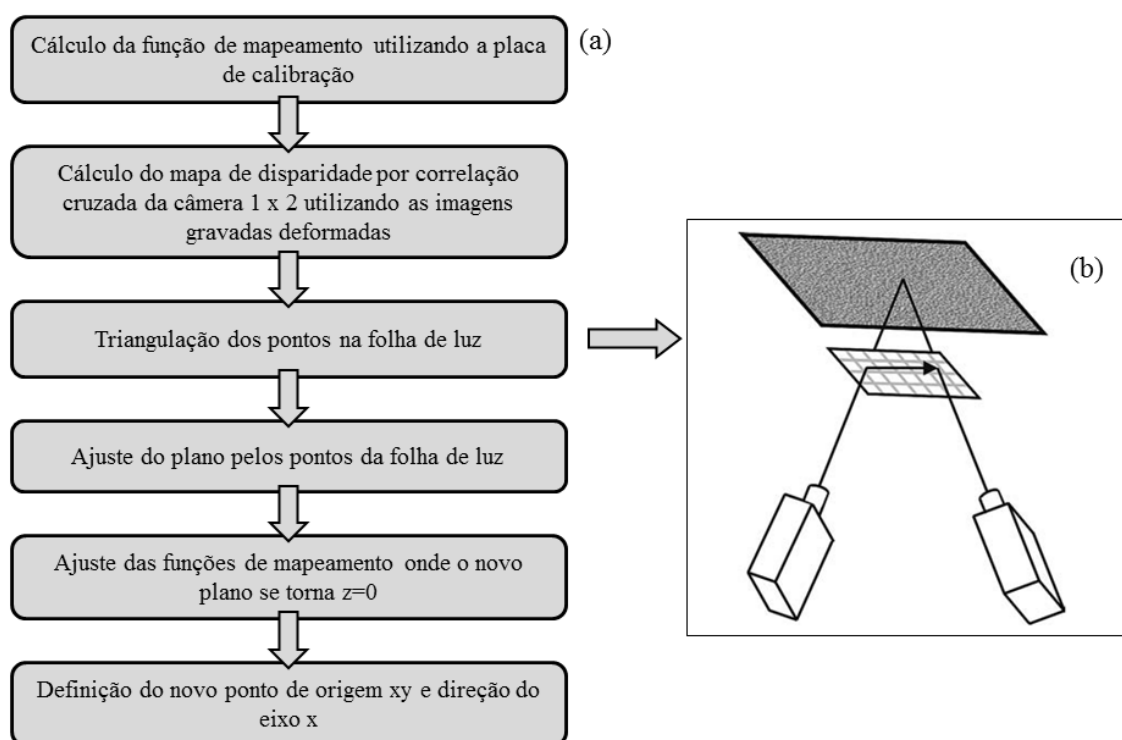 Cálculo da função de mapeamento utilizando a placa
de calibração
(a)
Cálculo do mapa de disparidade por correlação
cruzada da câmera 1 x 2 utilizando as imagens
gravadas deformadas
Triangulação dos pontos na folha de luz
(b)
Ajuste do plano pelos pontos da folha de luz
Ajuste das funções de mapeamento onde o novo
plano se torna z=0
Definição do novo ponto de origem xy e direção do
eixo x